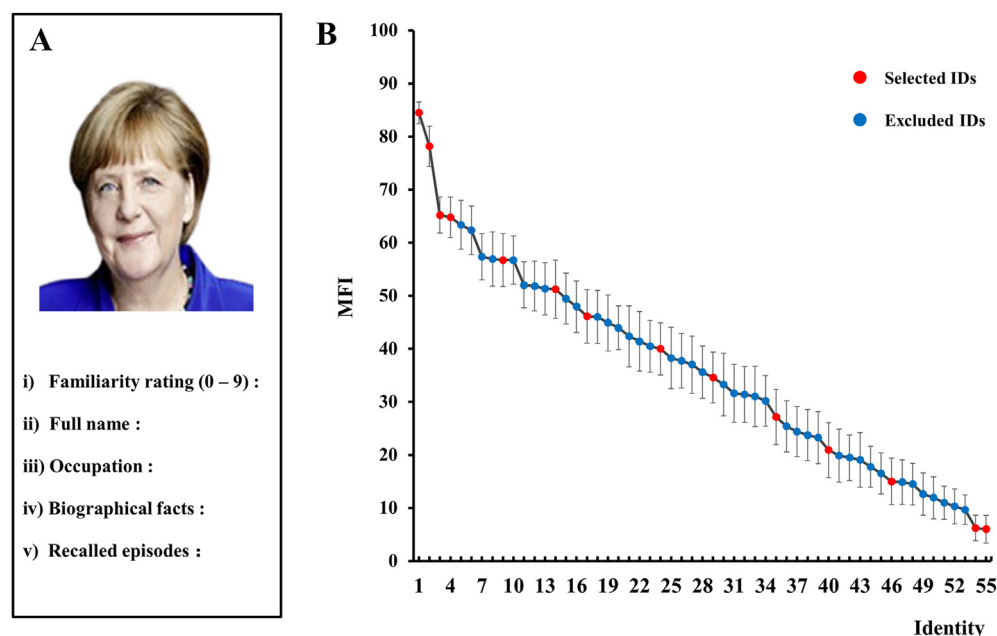 A
i) Familiarity rating (0 – 9) :
ii) Full name :
iii) Occupation :
iv) Biographical facts :
v) Recalled episodes :
B
100
90
80
70
60
50
40
30
20
10
0
MFI
Selected IDs
Excluded IDs
1 4 7 10 13 16 19 22 25 28 31 34 37 40 43 46 49 52 55
Identity